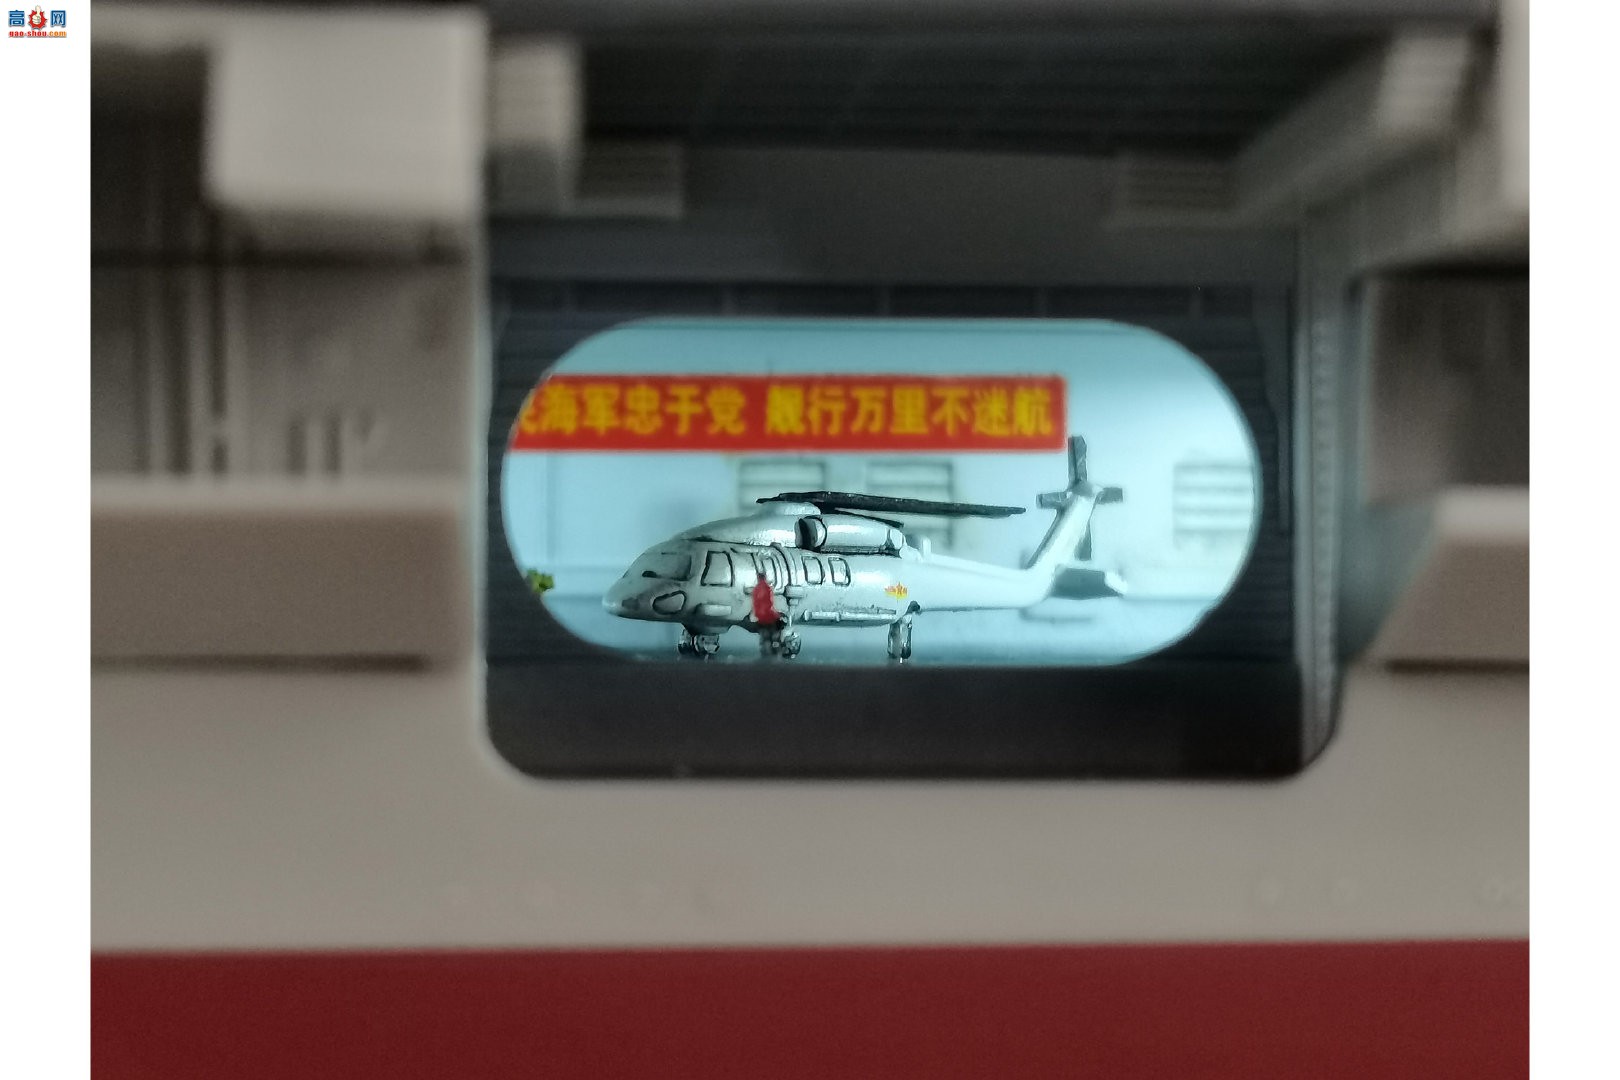 高手网
gao-shou.com
海军忠于党 舰行万里不迷航